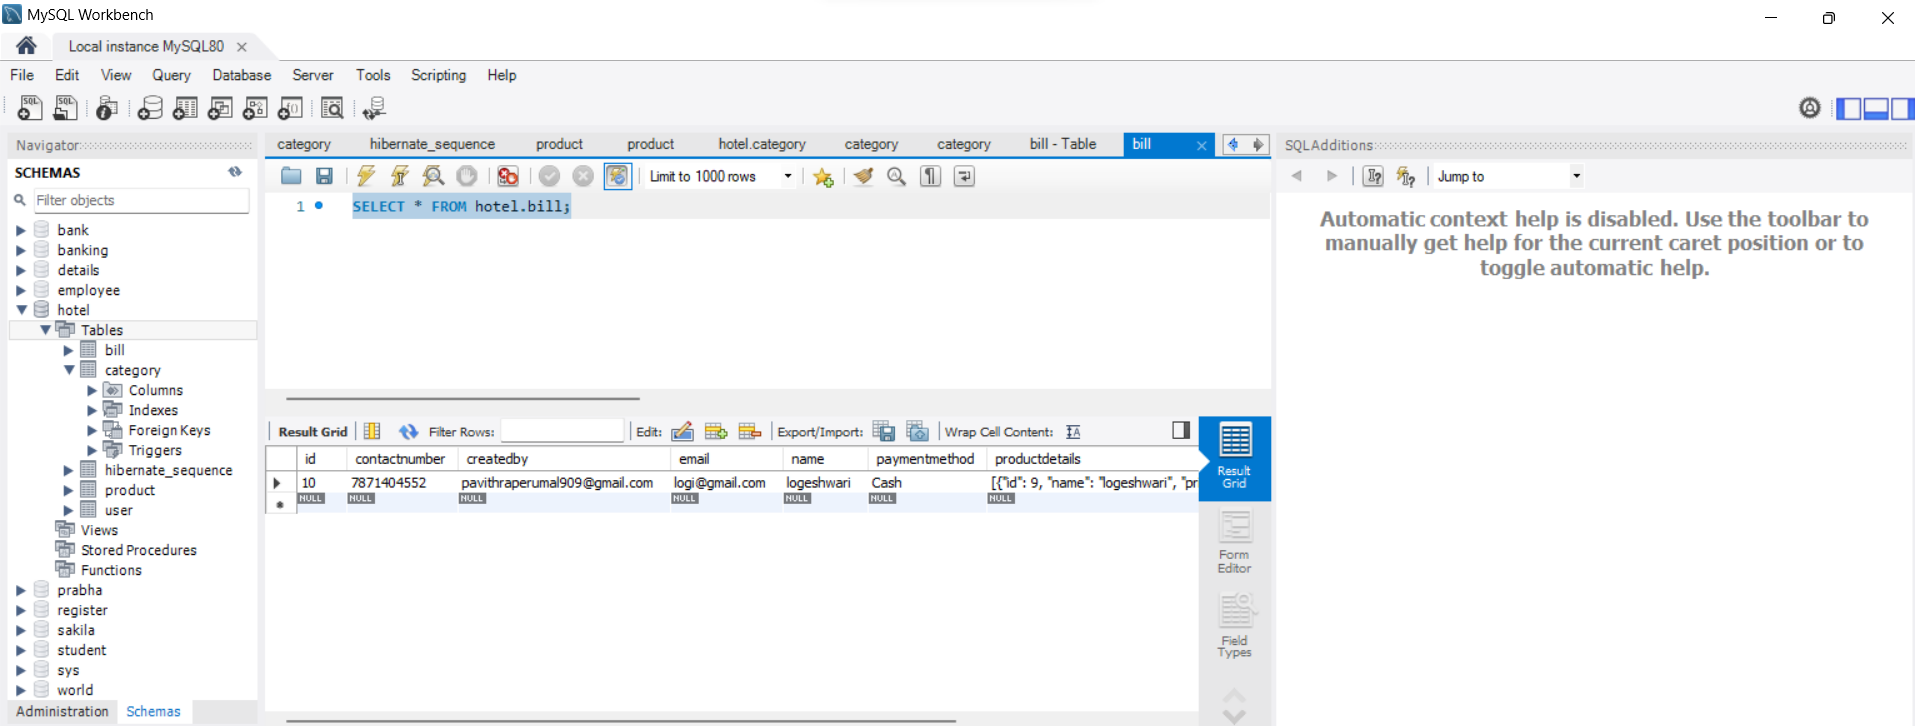 MySQL Workbench
Local instance MySQL80
File Edit View Query Database Server Tools Scripting Help
Navigator
SCHEMAS
Filter objects
bank
banking
details
employee
hotel
Tables
bill
category
Columns
Indexes
Foreign Keys
Triggers
hibernate_sequence
product
user
Views
Stored Procedures
Functions
prabha
register
sakila
student
sys
world
Administration Schemas
category hibernate_sequence product product hotel.category category category bill - Table bill
Limit to 1000 rows
1 SELECT * FROM hotel.bill;
Result Grid Filter Rows: Edit: Export/Import: Wrap Cell Content:
id contactnumber createdby email name paymentmethod productdetails
10 7871404552 pavithraperumal909@gmail.com logi@gmail.com logeshwari Cash [{"id": 9, "name": "logeshwari", "pr
NULL NULL NULL NULL NULL NULL NULL
Result
Grid
Form
Editor
Field
Types
SQLAdditions
Jump to
Automatic context help is disabled. Use the toolbar to
manually get help for the current caret position or to
toggle automatic help.